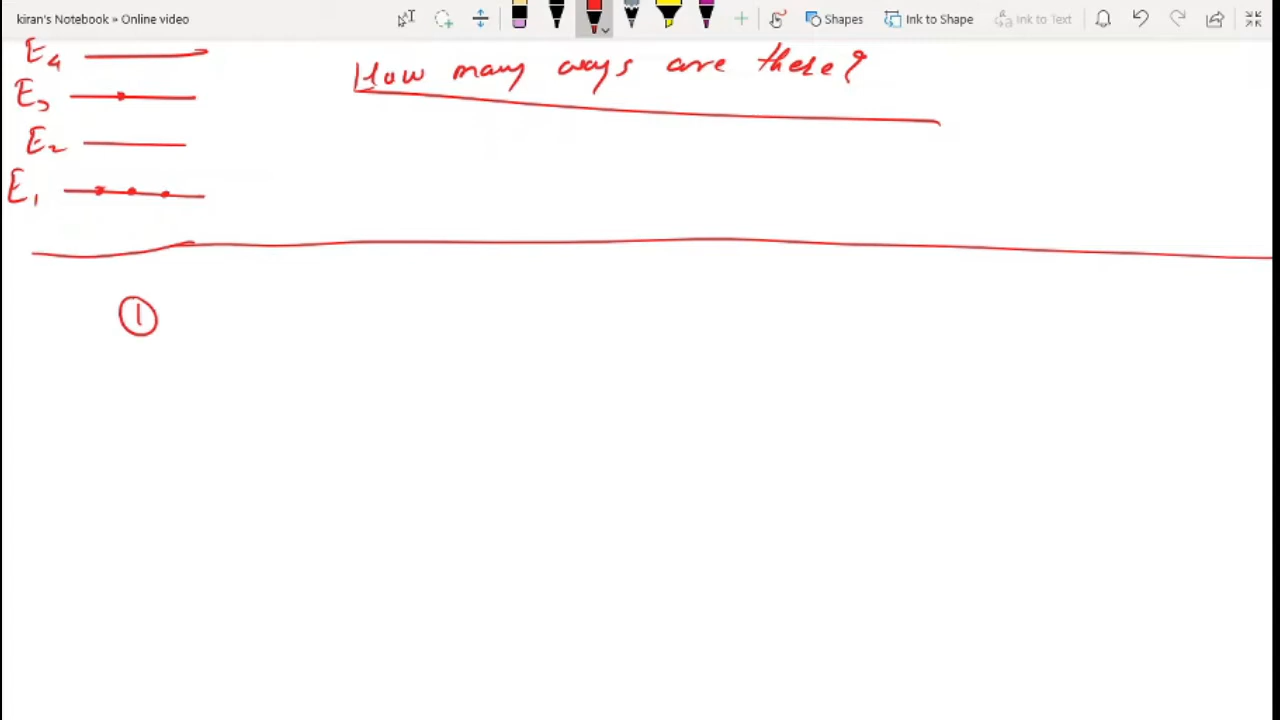 kiran's Notebook » Online video
Shapes
Ink to Shape
Ink to Text
E4
How many ways are there?
E3
E2
E1
1